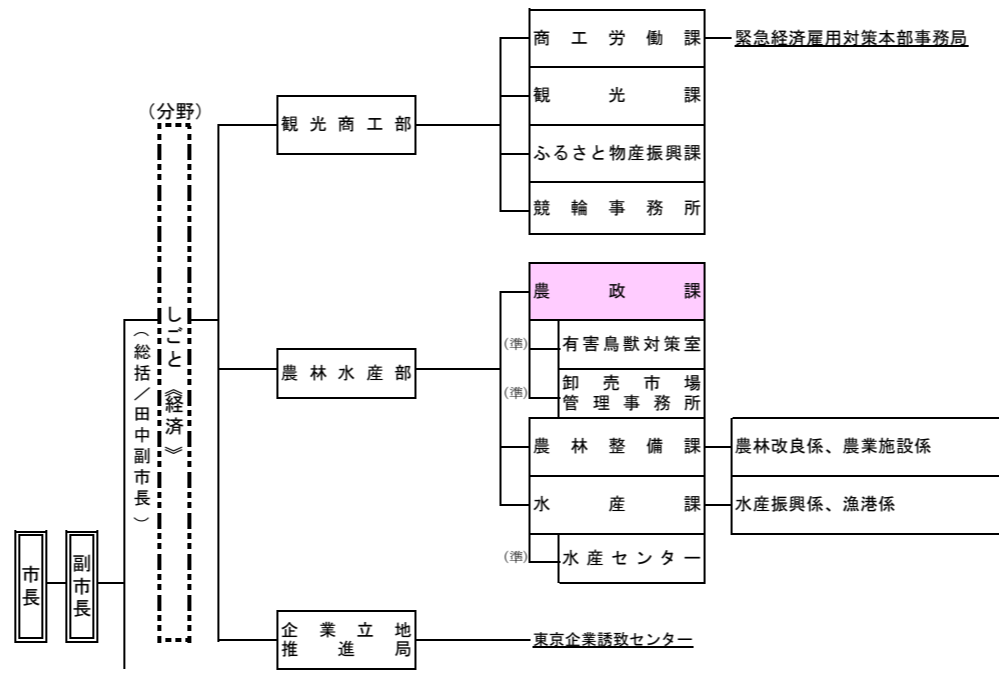 商工労働課
緊急経済雇用対策本部事務局
観光課
(分野)
観光商工部
ふるさと物産振興課
競輪事務所
農政課
しごと《経済》
(総括/田中副市長)
(準)
有害鳥獣対策室
農林水産部
(準)
卸売市場
管理事務所
農林整備課
農林改良係、農業施設係
水産課
水産振興係、漁港係
(準)
水産センター
市長
副市長
企業立地
推進局
東京企業誘致センター